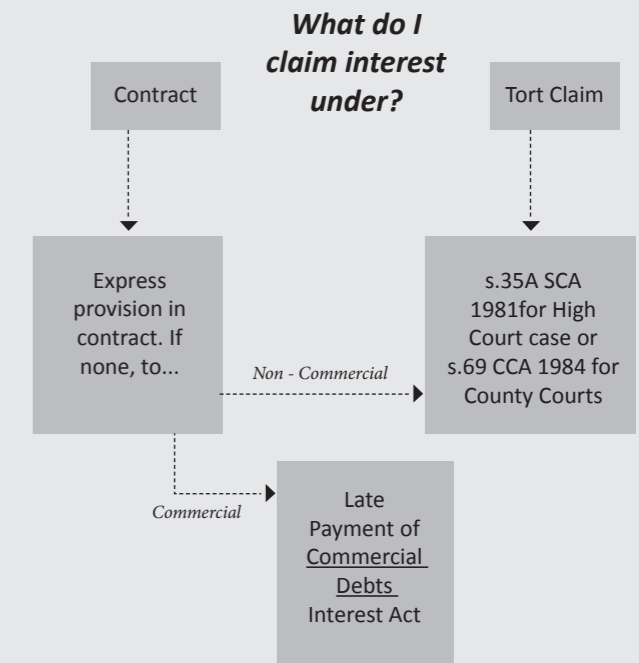 What do I
claim interest
under?
Contract
Tort Claim
Express
provision in
contract. If
none, to...
Non - Commercial
s.35A SCA
1981for High
Court case or
s.69 CCA 1984 for
County Courts
Commercial
Late
Payment of
Commercial
Debts
Interest Act